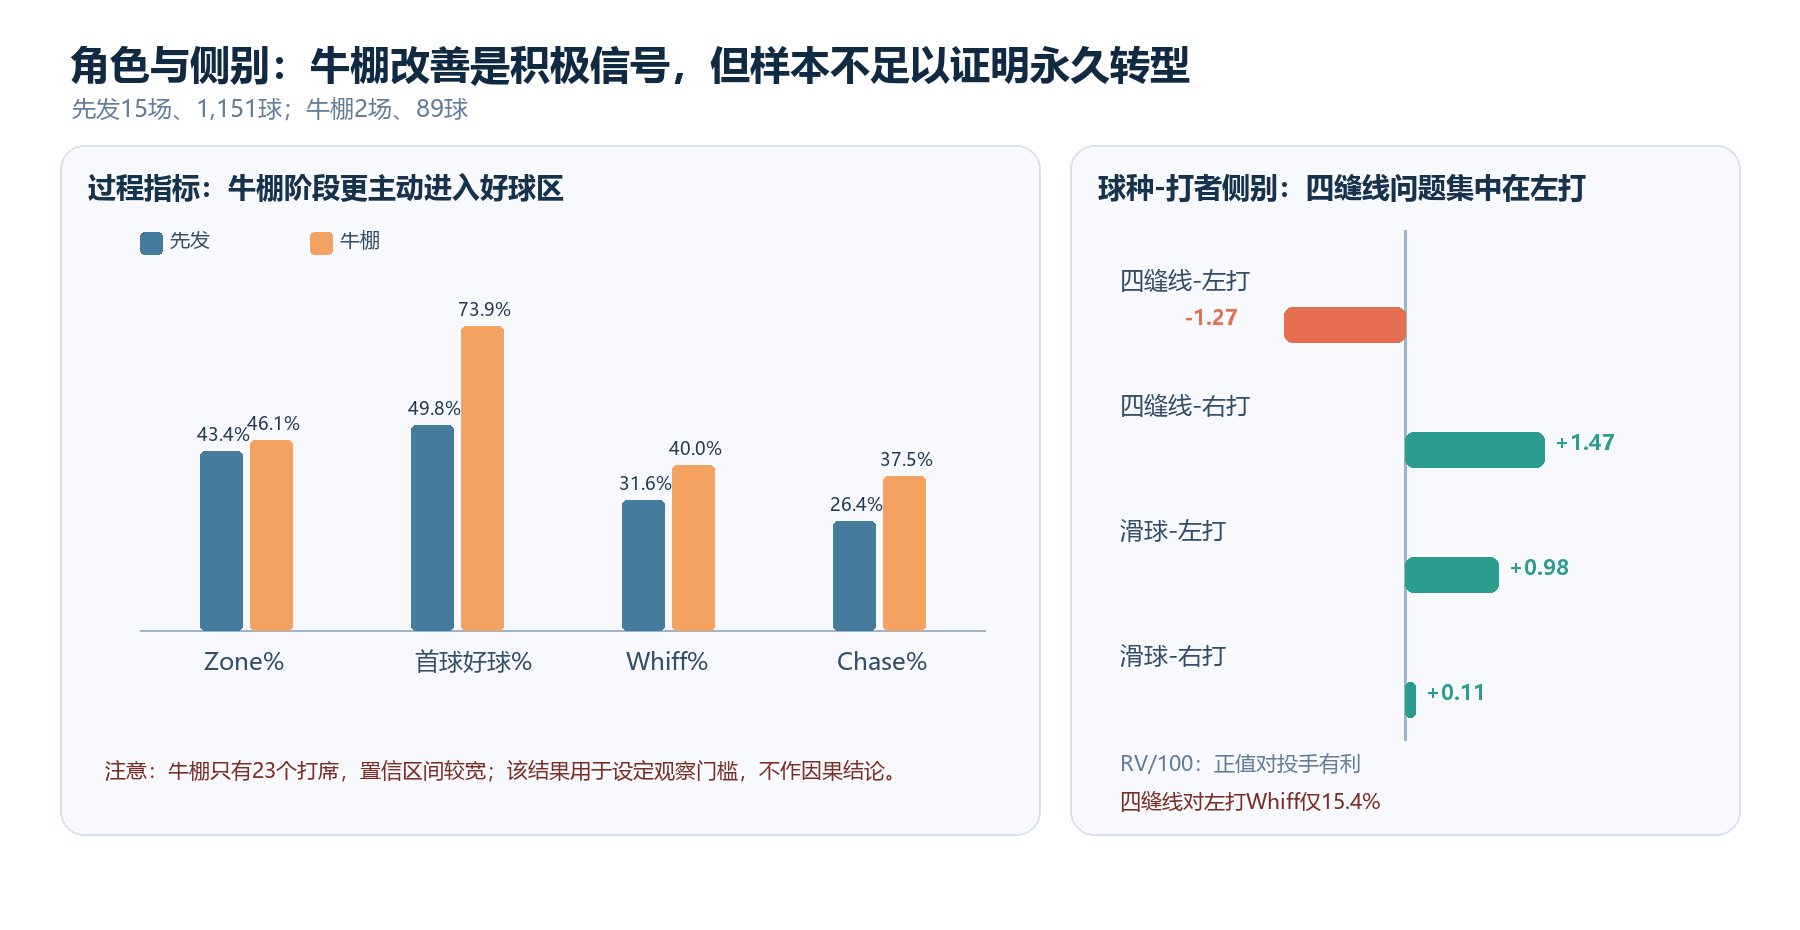 角色与侧别：牛棚改善是积极信号，但样本不足以证明永久转型
先发15场、1,151球；牛棚2场、89球
过程指标：牛棚阶段更主动进入好球区
先发
牛棚
43.4%
46.1%
49.8%
73.9%
31.6%
40.0%
26.4%
37.5%
Zone%
首球好球%
Whiff%
Chase%
注意：牛棚只有23个打席，置信区间较宽；该结果用于设定观察门槛，不作因果结论。
球种-打者侧别：四缝线问题集中在左打
四缝线-左打
-1.27
四缝线-右打
+1.47
滑球-左打
+0.98
滑球-右打
+0.11
RV/100：正值对投手有利
四缝线对左打Whiff仅15.4%